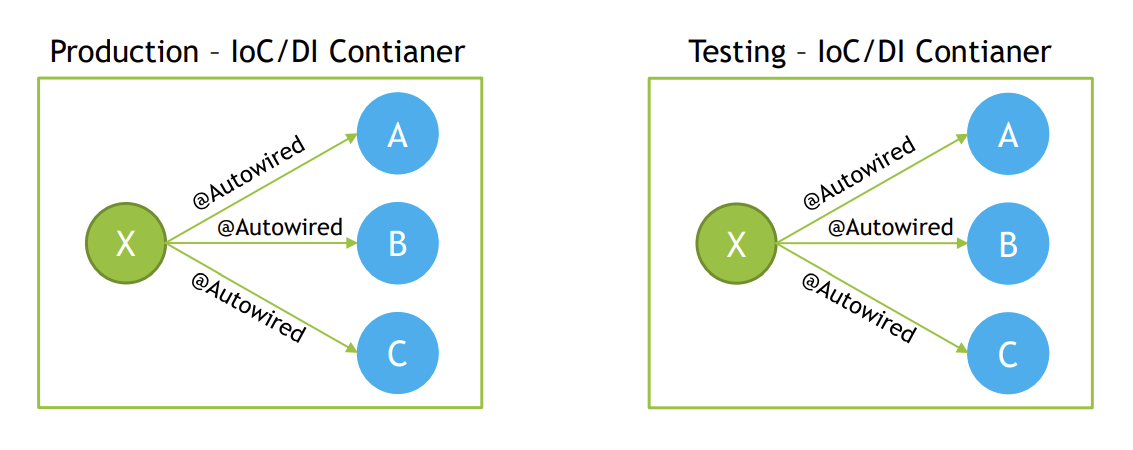 Production – IoC/DI Contianer
@Autowired
A
X
@Autowired
B
@Autowired
C
Testing – IoC/DI Contianer
@Autowired
A
X
@Autowired
B
@Autowired
C